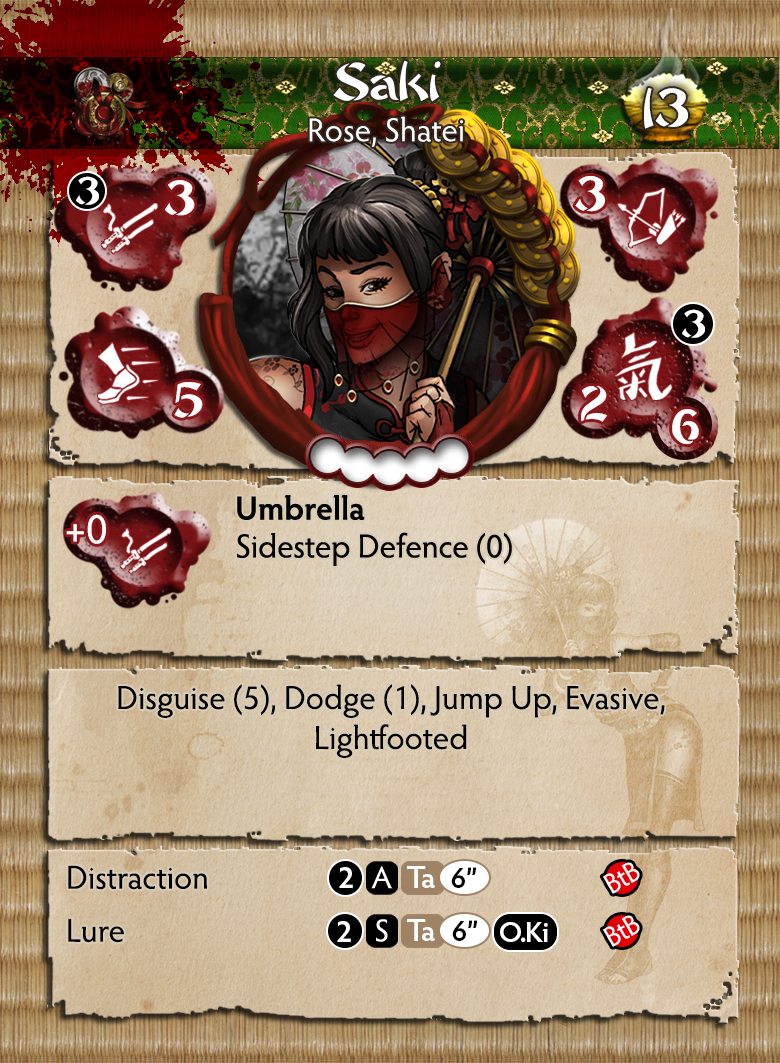 Saki
13
Rose, Shatei
3 3
3
5
3
氣
2 6
+0
Umbrella
Sidestep Defence (0)
Disguise (5), Dodge (1), Jump Up, Evasive,
Lightfooted
Distraction 2 A Ta 6" BtB
Lure 2 S Ta 6" O.Ki BtB